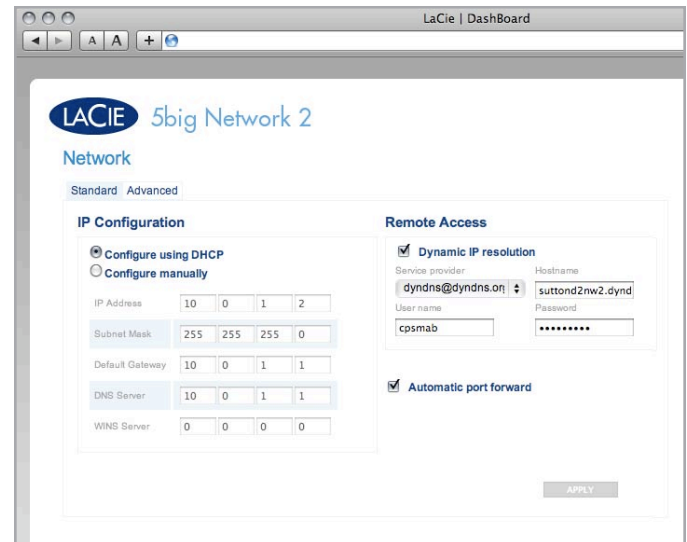 LaCie | DashBoard
A A +
LACIE 5big Network 2
Network
Standard Advanced
IP Configuration
Configure using DHCP
Configure manually
IP Address 10 0 1 2
Subnet Mask 255 255 255 0
Default Gateway 10 0 1 1
DNS Server 10 0 1 1
WINS Server 0 0 0 0
Remote Access
Dynamic IP resolution
Service provider Hostname
dyndns@dyndns.org suttond2nw2.dynd
User name Password
cpsmab •••••••••
Automatic port forward
APPLY